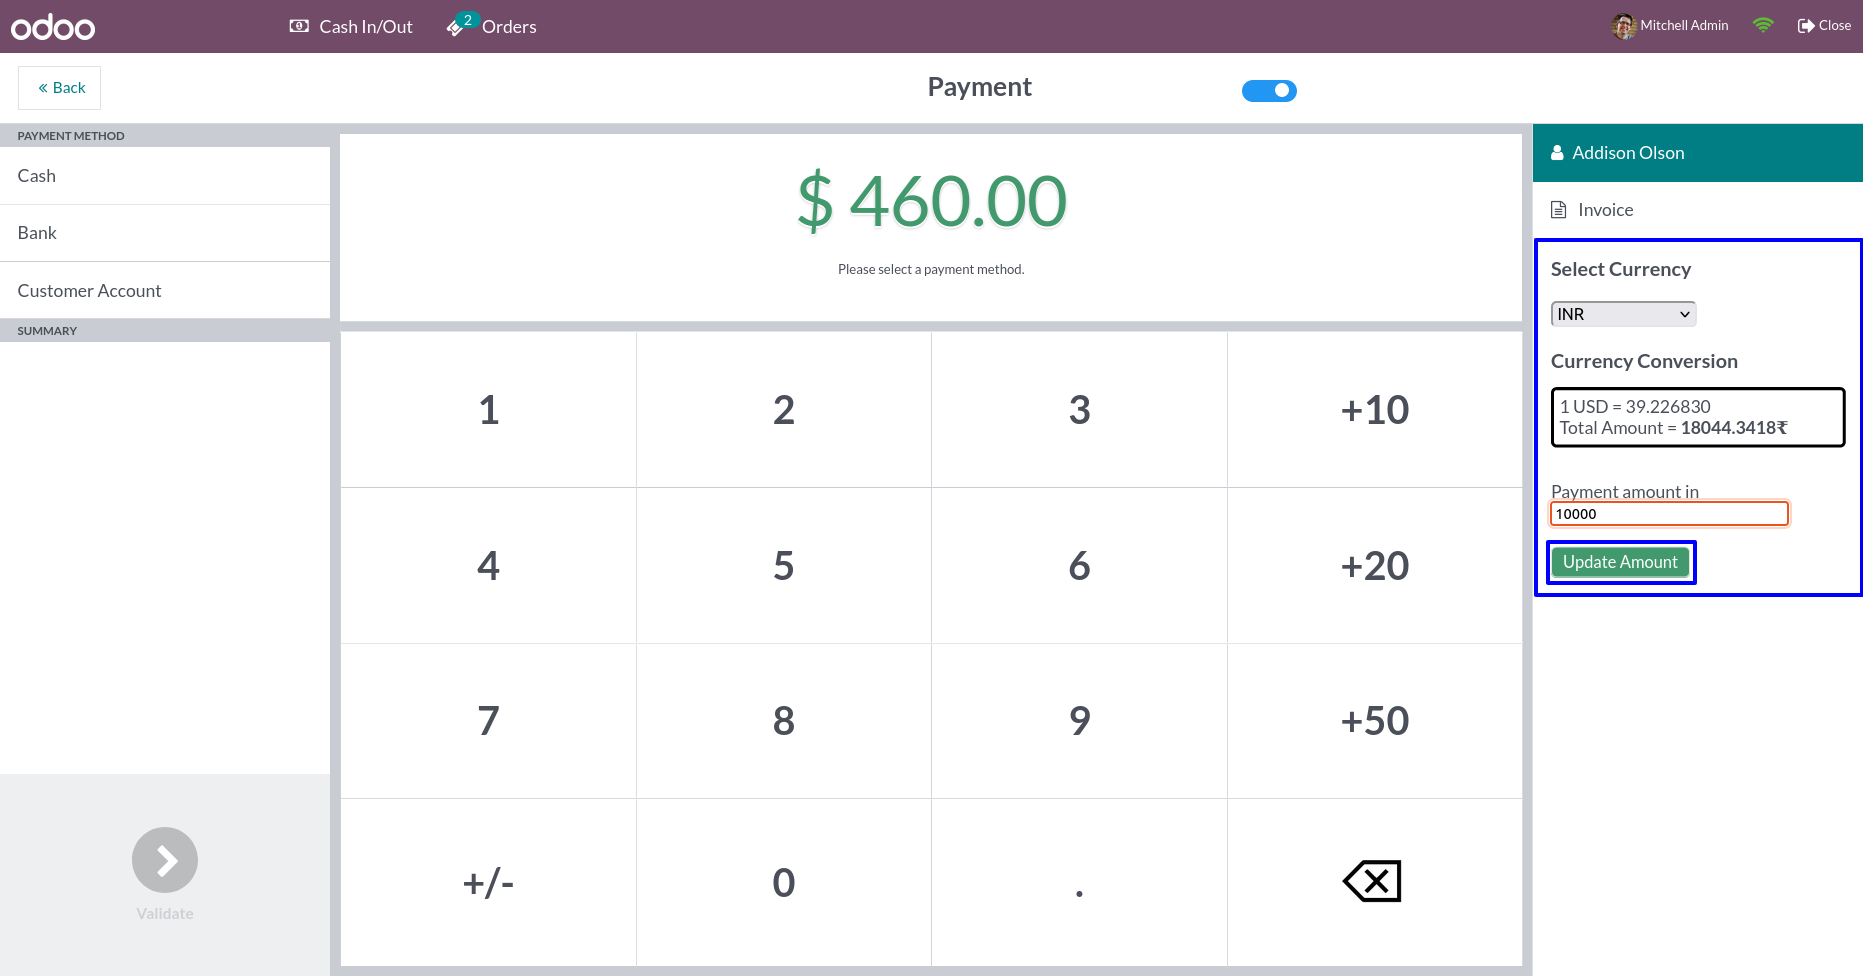 odoo
Cash In/Out
2
Orders
Mitchell Admin
Close
« Back
Payment
PAYMENT METHOD
Cash
Bank
Customer Account
SUMMARY
Validate
$ 460.00
Please select a payment method.
1 2 3 +10
4 5 6 +20
7 8 9 +50
+/- 0 .
Addison Olson
Invoice
Select Currency
INR
Currency Conversion
1 USD = 39.226830
Total Amount = 18044.3418₹
Payment amount in
10000
Update Amount